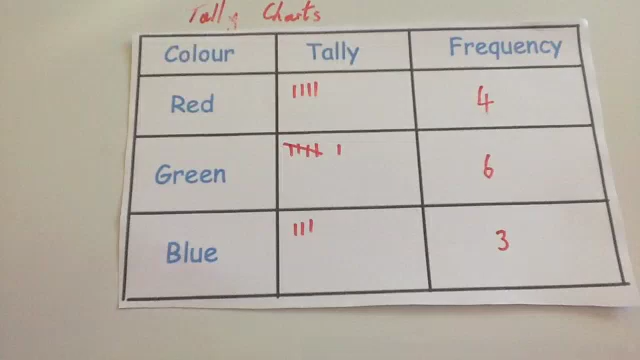 Tally Charts
Colour Tally Frequency
Red |||| 4
Green 𝍸 | 6
Blue ||| 3